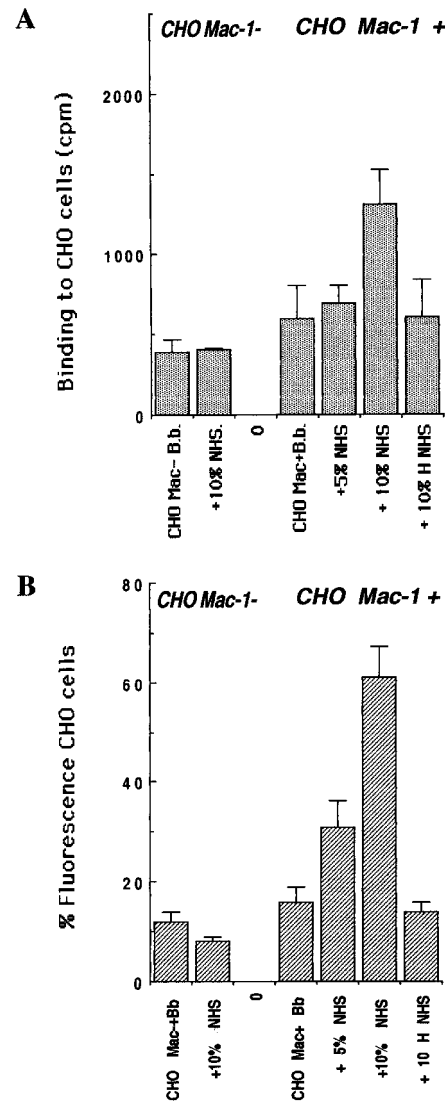 A
CHO Mac-1- CHO Mac-1 +
Binding to CHO cells (cpm)
2000
1000
0
CHO Mac- B.b.
+10% NHS.
0
CHO Mac+B.b.
+5% NHS
+ 10% NHS
+ 10% H NHS
B
CHO Mac-1- CHO Mac-1 +
% Fluorescence CHO cells
80
60
40
20
0
CHO Mac-+Bb
+10% NHS
0
CHO Mac+ Bb
+ 5% NHS
+10% NHS
+ 10 H NHS